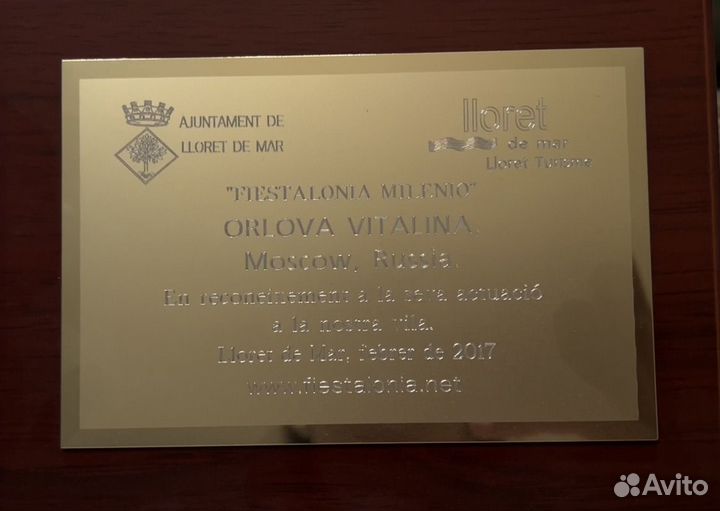 AJUNTAMENT DE
LLORET DE MAR
lloret
de mar
Lloret Turisme
"FIESTALONIA MILENIO"
ORLOVA VITALINA.
Moscow, Russia.
En reconeixement a la seva actuació
a la nostra vila.
Lloret de Mar, febrer de 2017
www.fiestalonia.net
Avito